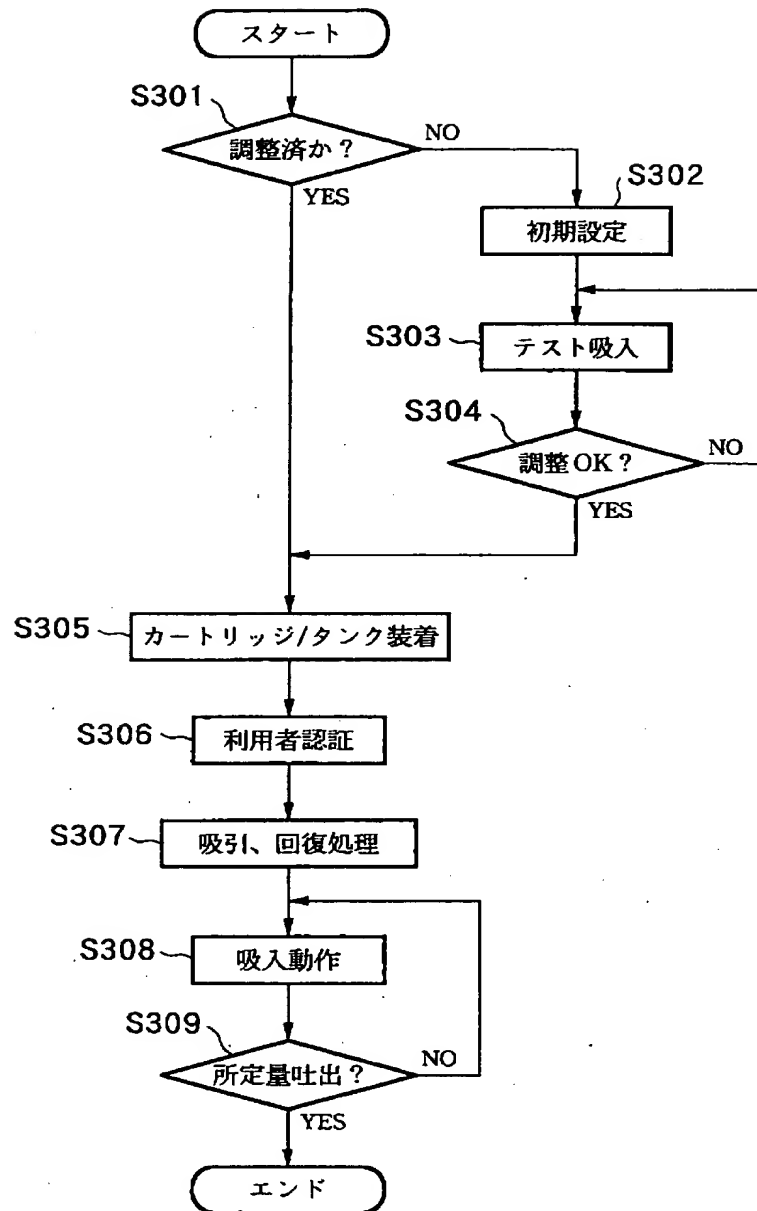 スタート
S301
調整済か?
NO
YES
S302
初期設定
S303
テスト吸入
S304
調整OK?
NO
YES
S305
カートリッジ/タンク装着
S306
利用者認証
S307
吸引、回復処理
S308
吸入動作
S309
所定量吐出?
NO
YES
エンド